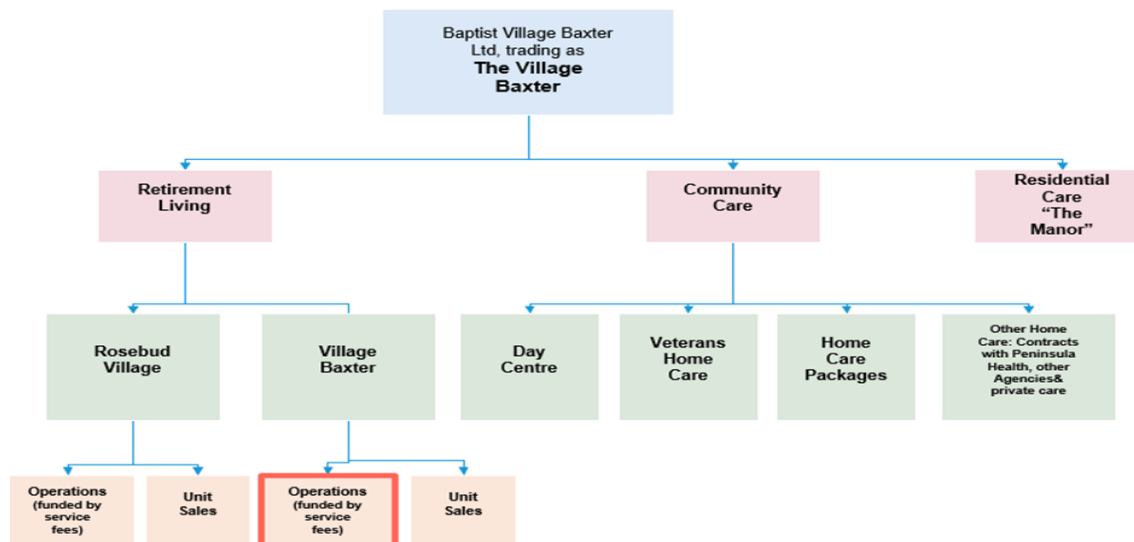 Baptist Village Baxter
Ltd, trading as
The Village
Baxter
Retirement
Living
Community
Care
Residential
Care
“The
Manor”
Rosebud
Village
Village
Baxter
Day
Centre
Veterans
Home
Care
Home
Care
Packages
Other Home
Care: Contracts
with Peninsula
Health, other
Agencies&
private care
Operations
(funded by
service
fees)
Unit
Sales
Operations
(funded by
service
fees)
Unit
Sales